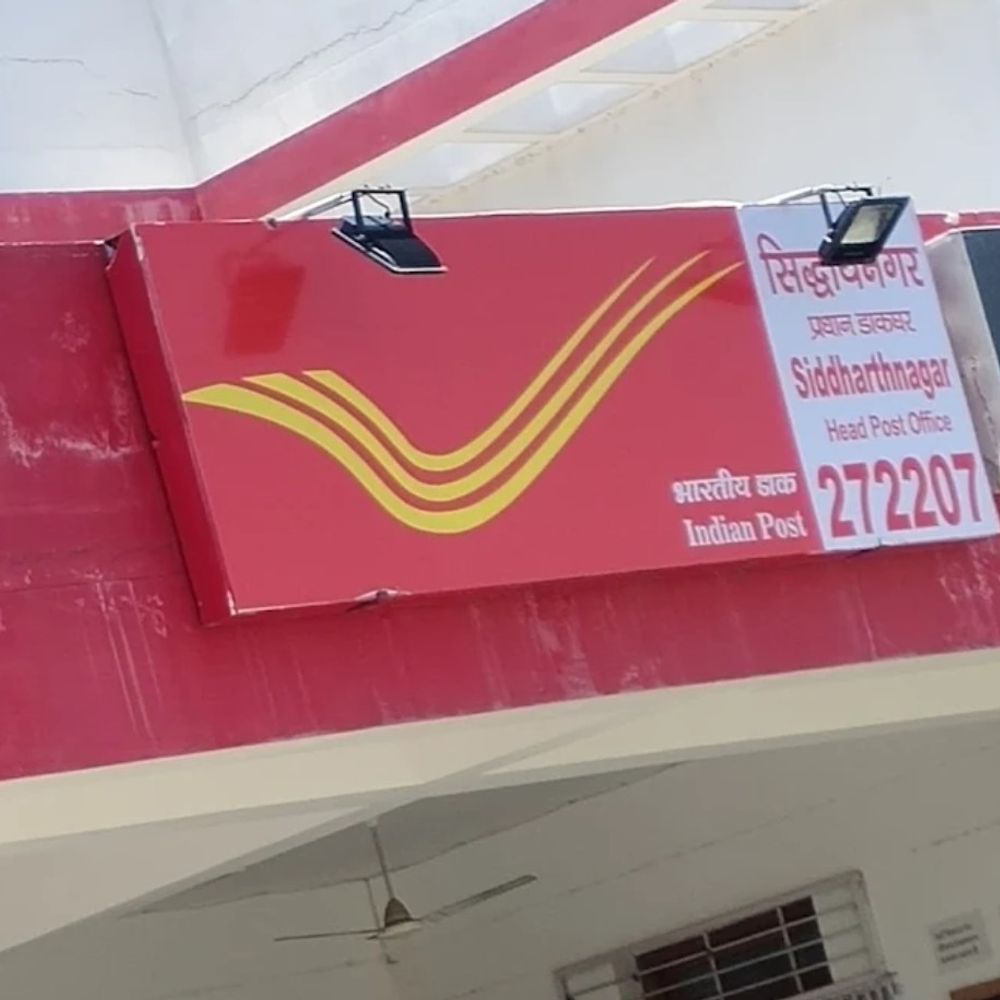 भारतीय डाक
Indian Post
सिद्धार्थनगर
प्रधान डाकघर
Siddharthnagar
Head Post Office
272207